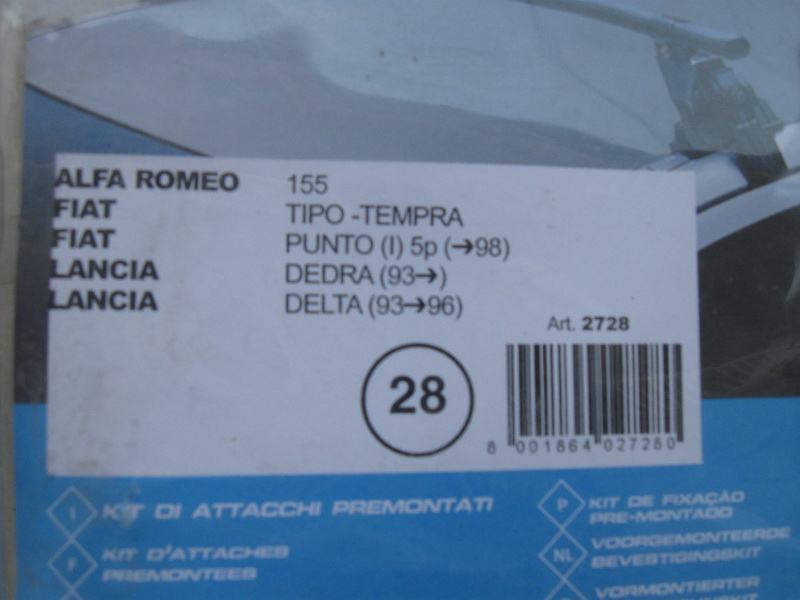 ALFA ROMEO 155
FIAT TIPO -TEMPRA
FIAT PUNTO (I) 5p (➔98)
LANCIA DEDRA (93➔)
LANCIA DELTA (93➔96)
Art. 2728
28
8 001864 027280
I KIT DI ATTACCHI PREMONTATI
F KIT D'ATTACHES
PREMONTEES
P KIT DE FIXAÇÃO
PRE-MONTADO
NL VOORGEMONTEERDE
BEVESTIGINGSKIT
VORMONTIERTER